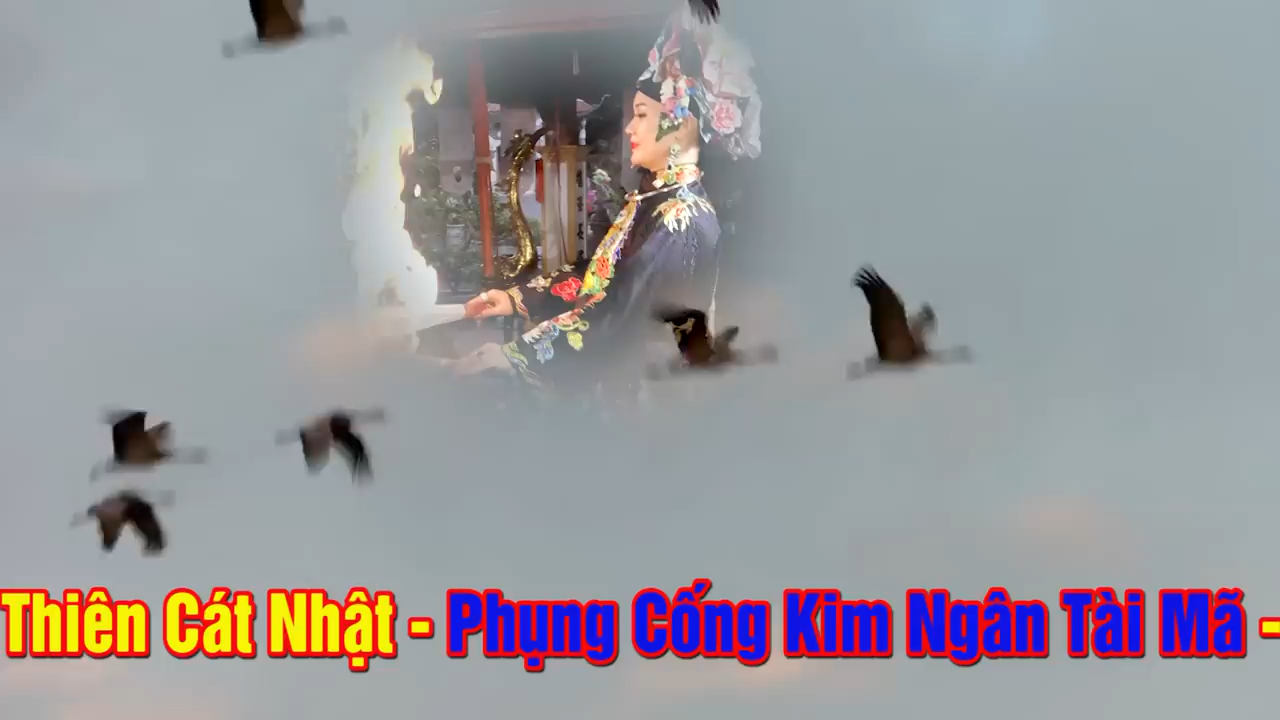 Thiên Cát Nhật - Phụng Cống Kim Ngân Tài Mã -